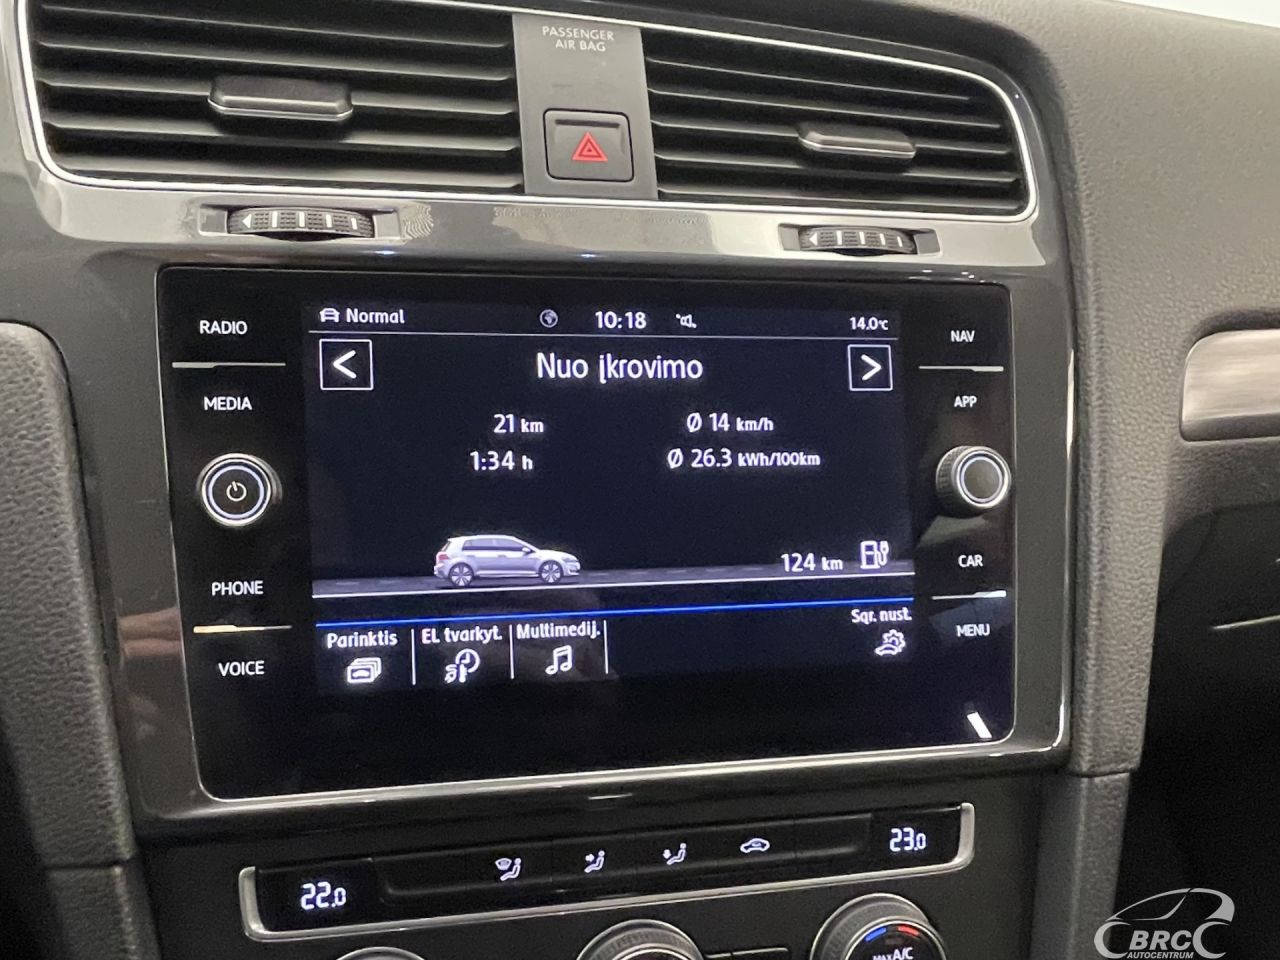 PASSENGER
AIR BAG
RADIO
MEDIA
PHONE
VOICE
Normal
10:18
14.0°C
<
Nuo įkrovimo
>
21 km
Ø 14 km/h
1:34 h
Ø 26.3 kWh/100km
124 km
Parinktis
El. tvarkyt.
Multimedij.
Sąr. nust.
NAV
APP
CAR
MENU
22.0
23.0
MAX A/C
BRC
AUTOCENTRUM